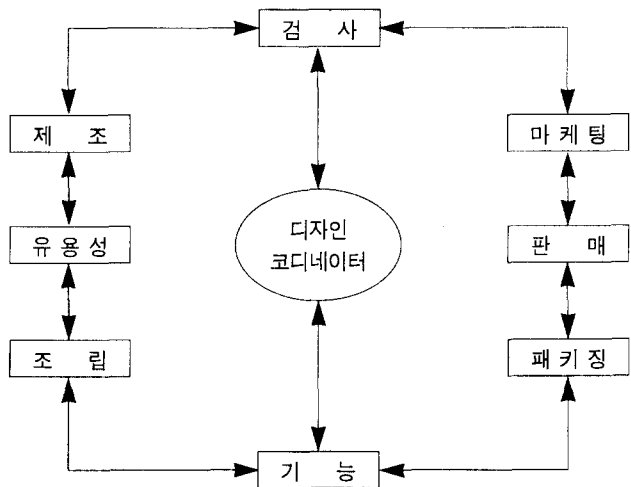 검 사
제 조
마 케 팅
유 용 성
디자인
코디네이터
판 매
조 립
패 키 징
기 능